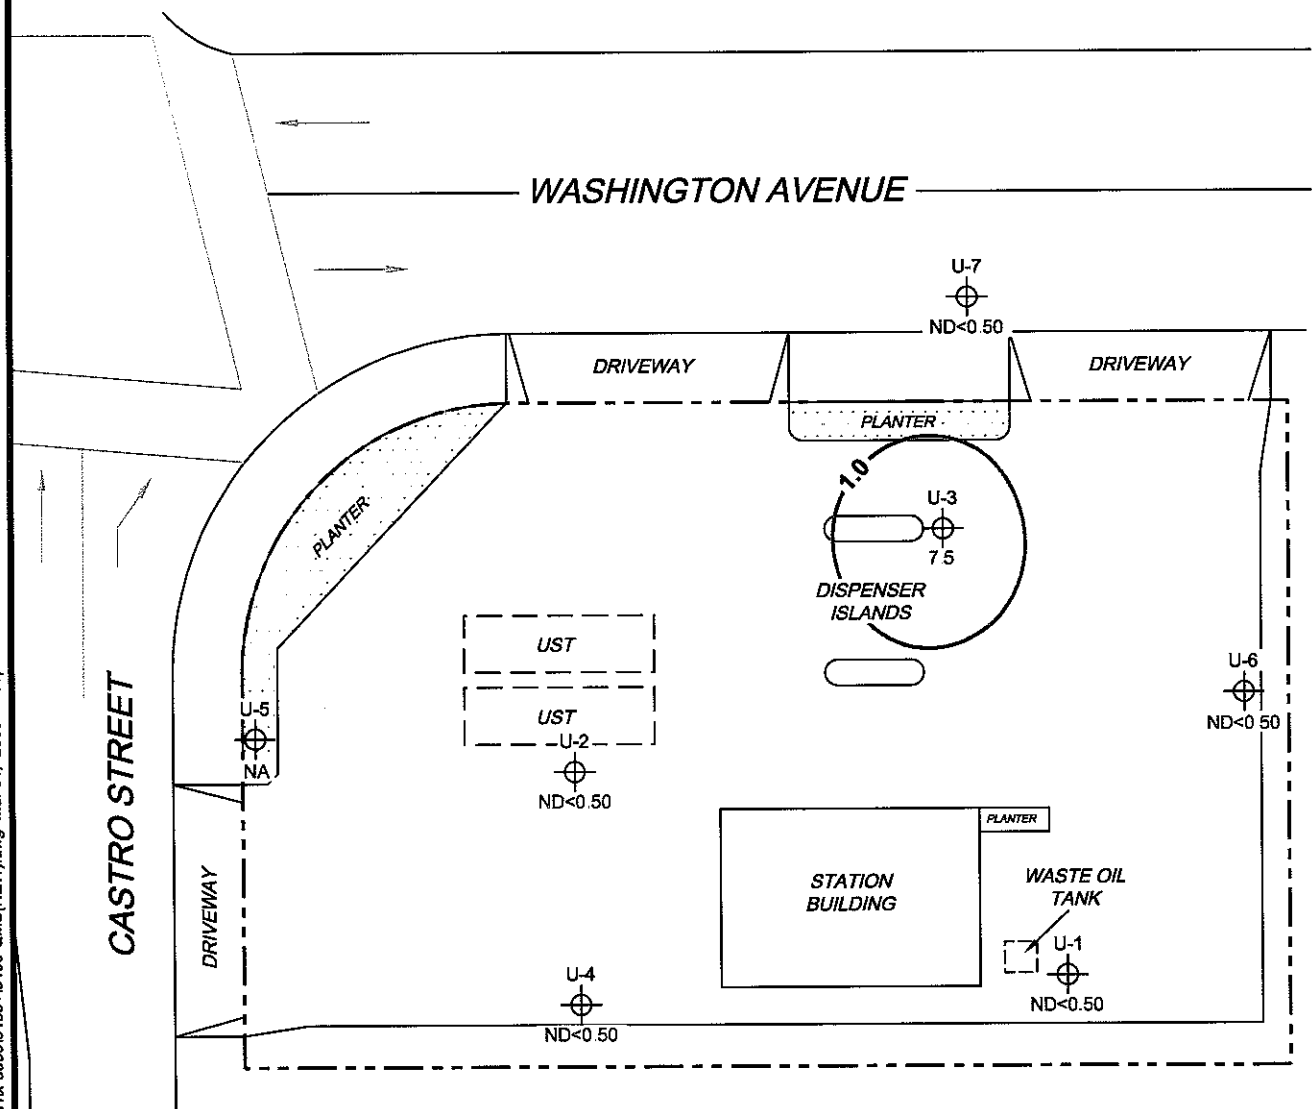 WASHINGTON AVENUE
U-7
ND<0.50
DRIVEWAY
DRIVEWAY
PLANTER
1.0
U-3
7.5
PLANTER
DISPENSER
ISLANDS
UST
U-6
ND<0.50
UST
U-5
NA
U-2
ND<0.50
CASTRO STREET
PLANTER
STATION
BUILDING
WASTE OIL
TANK
DRIVEWAY
U-1
ND<0.50
U-4
ND<0.50